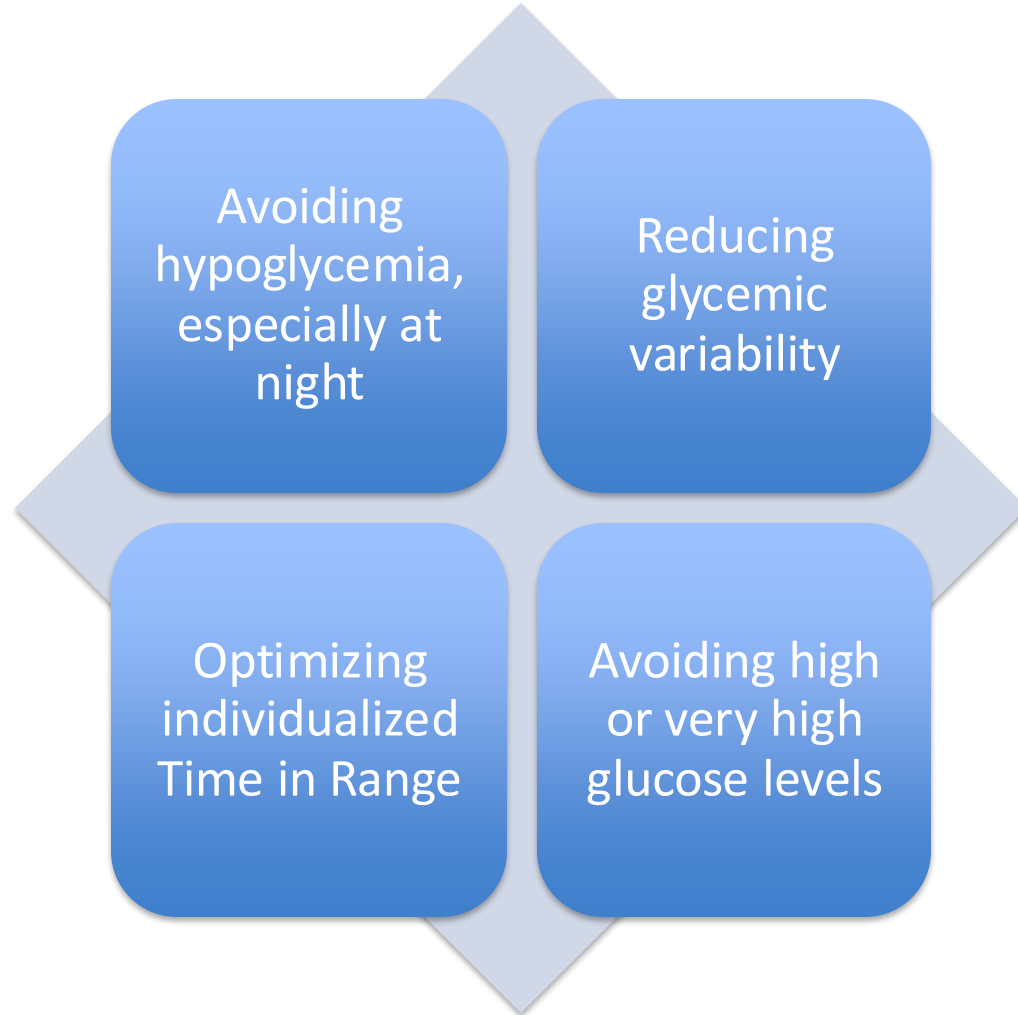 Avoiding
hypoglycemia,
especially at
night
Reducing
glycemic
variability
Optimizing
individualized
Time in Range
Avoiding high
or very high
glucose levels